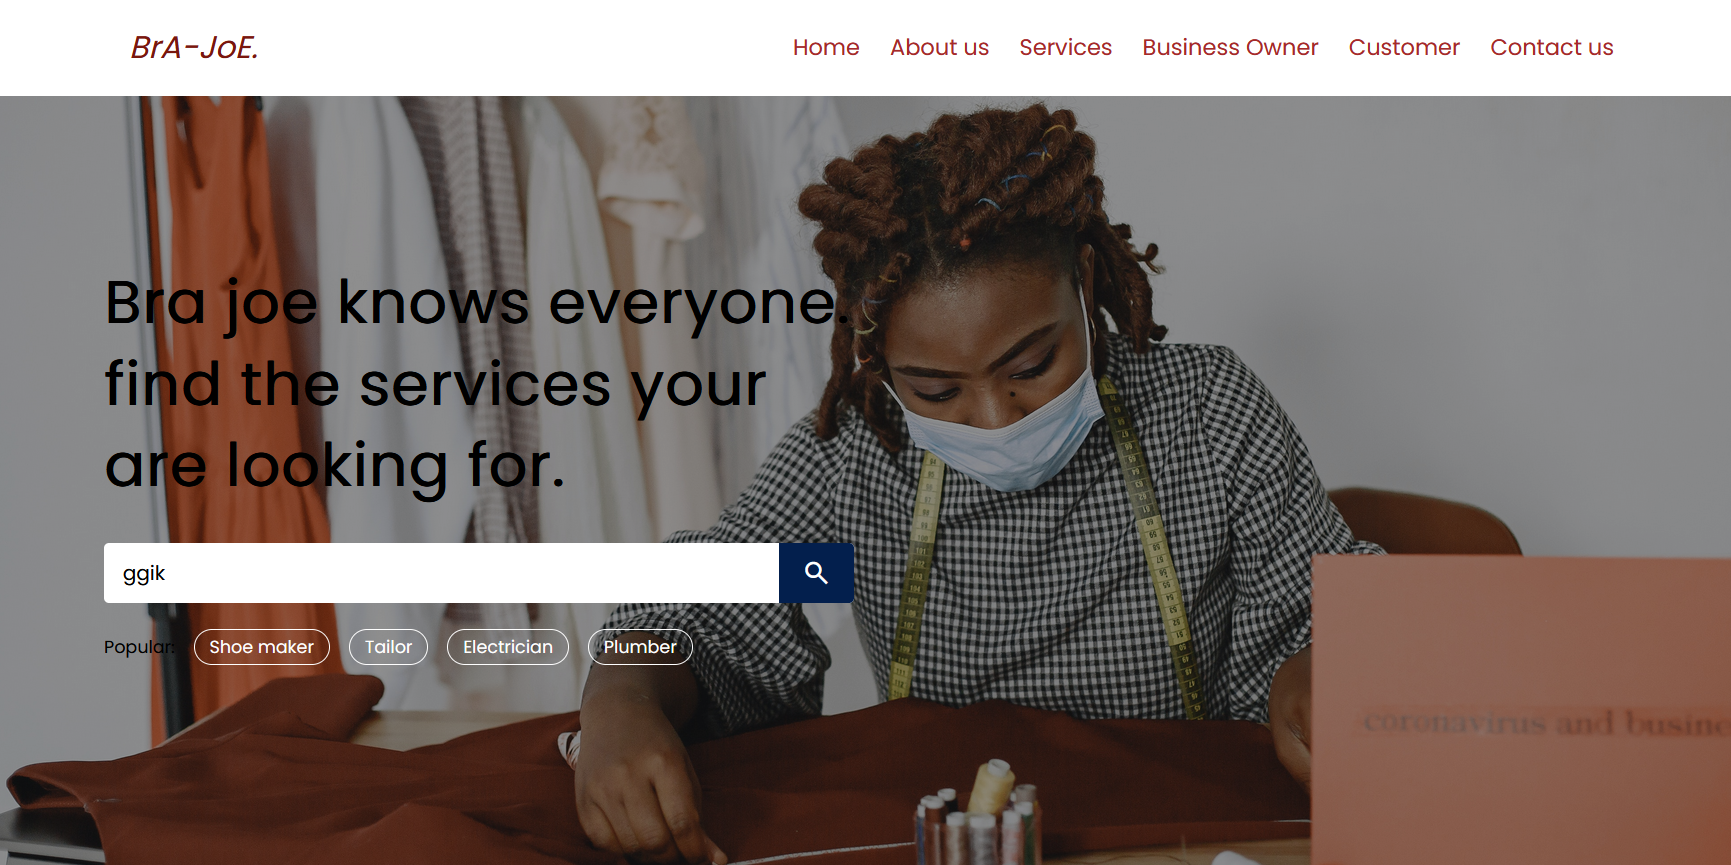 BrA-JoE.
Home About us Services Business Owner Customer Contact us
Bra joe knows everyone.
find the services your
are looking for.
ggik
Popular: Shoe maker Tailor Electrician Plumber
coronavirus and busine